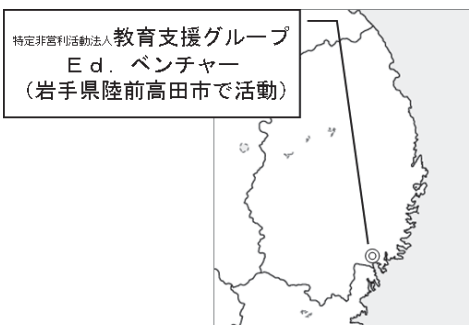 特定非営利活動法人教育支援グループ
Ed．ベンチャー
（岩手県陸前高田市で活動）